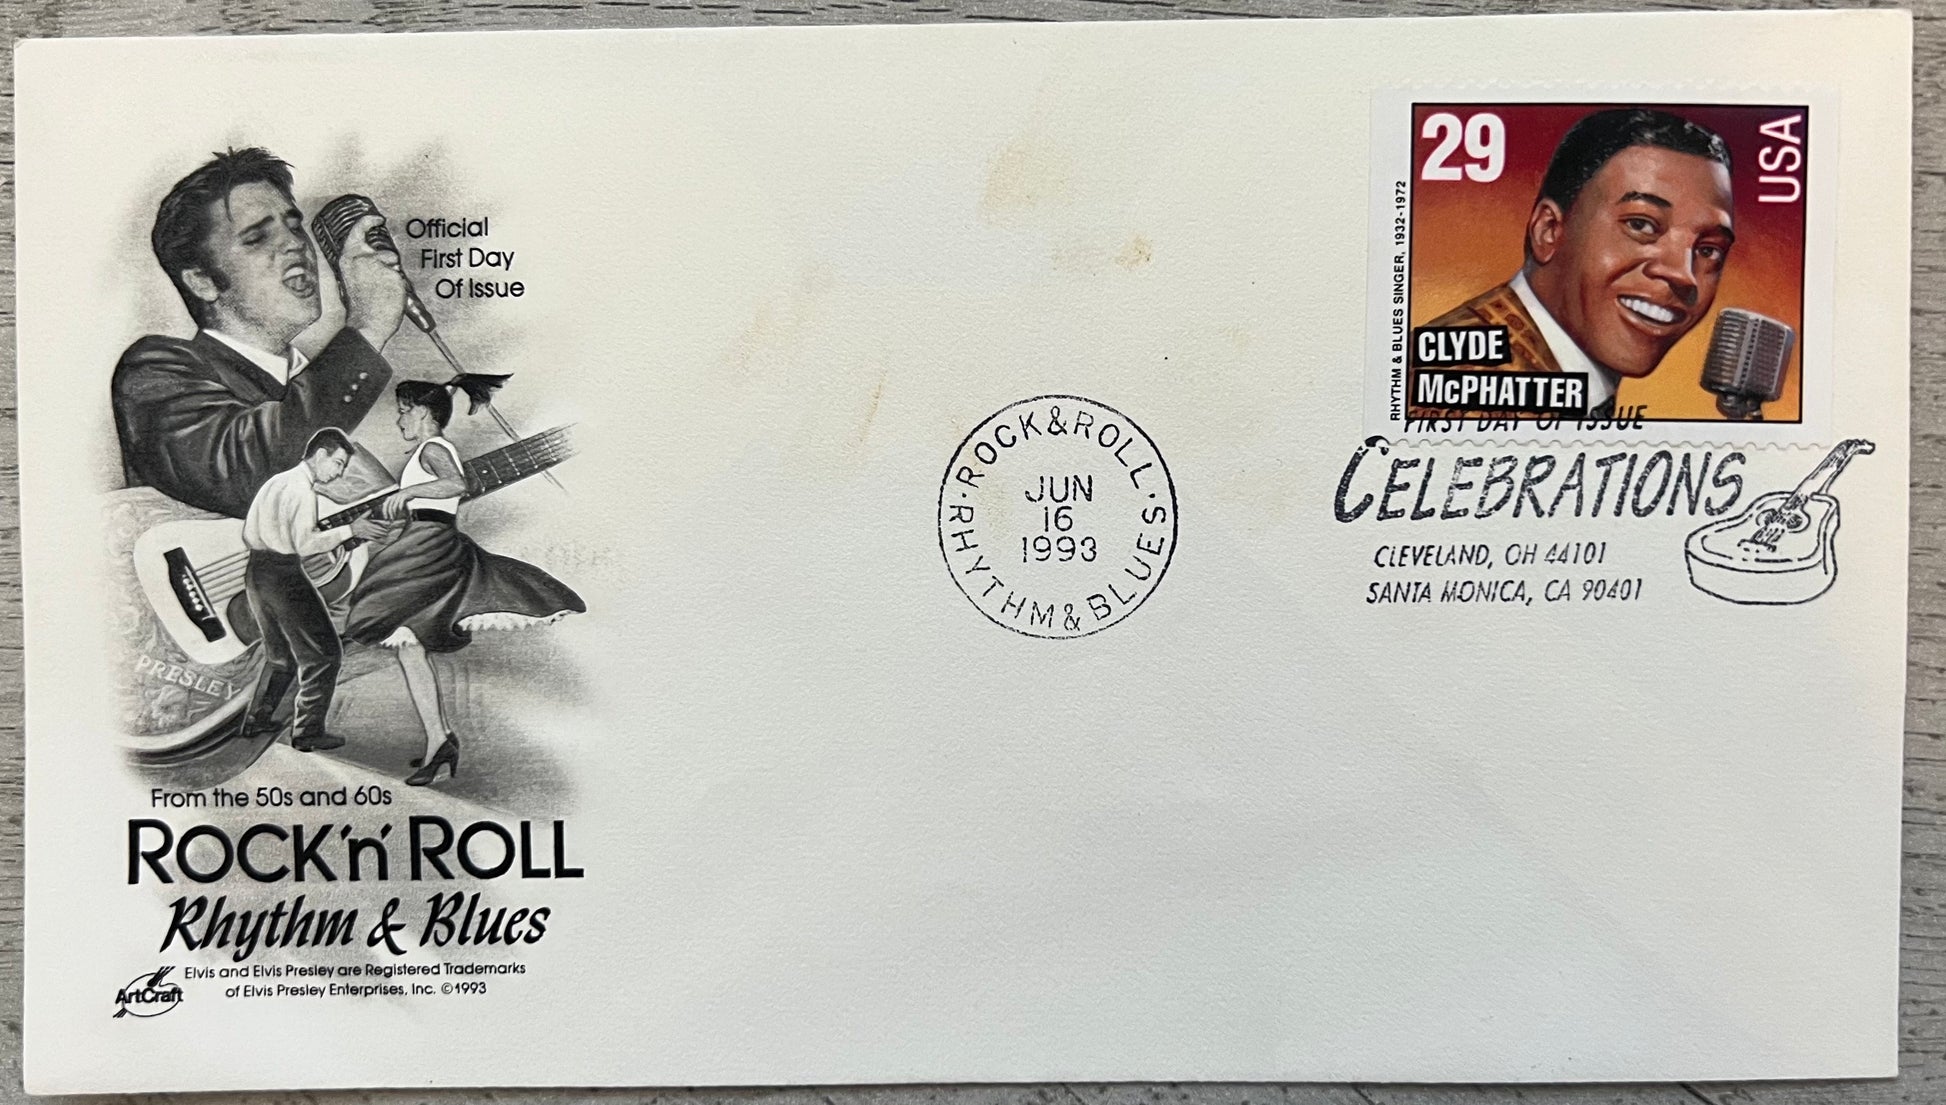 Official
First Day
Of Issue
PRESLEY
From the 50s and 60s
ROCK 'n' ROLL
Rhythm & Blues
Elvis and Elvis Presley are Registered Trademarks
of Elvis Presley Enterprises, Inc. ©1993
ArtCraft
ROCK & ROLL
JUN
16
1993
RHYTHM & BLUES
29
USA
RHYTHM & BLUES SINGER, 1932-1972
CLYDE
McPHATTER
FIRST DAY OF ISSUE
CELEBRATIONS
CLEVELAND, OH 44101
SANTA MONICA, CA 90401